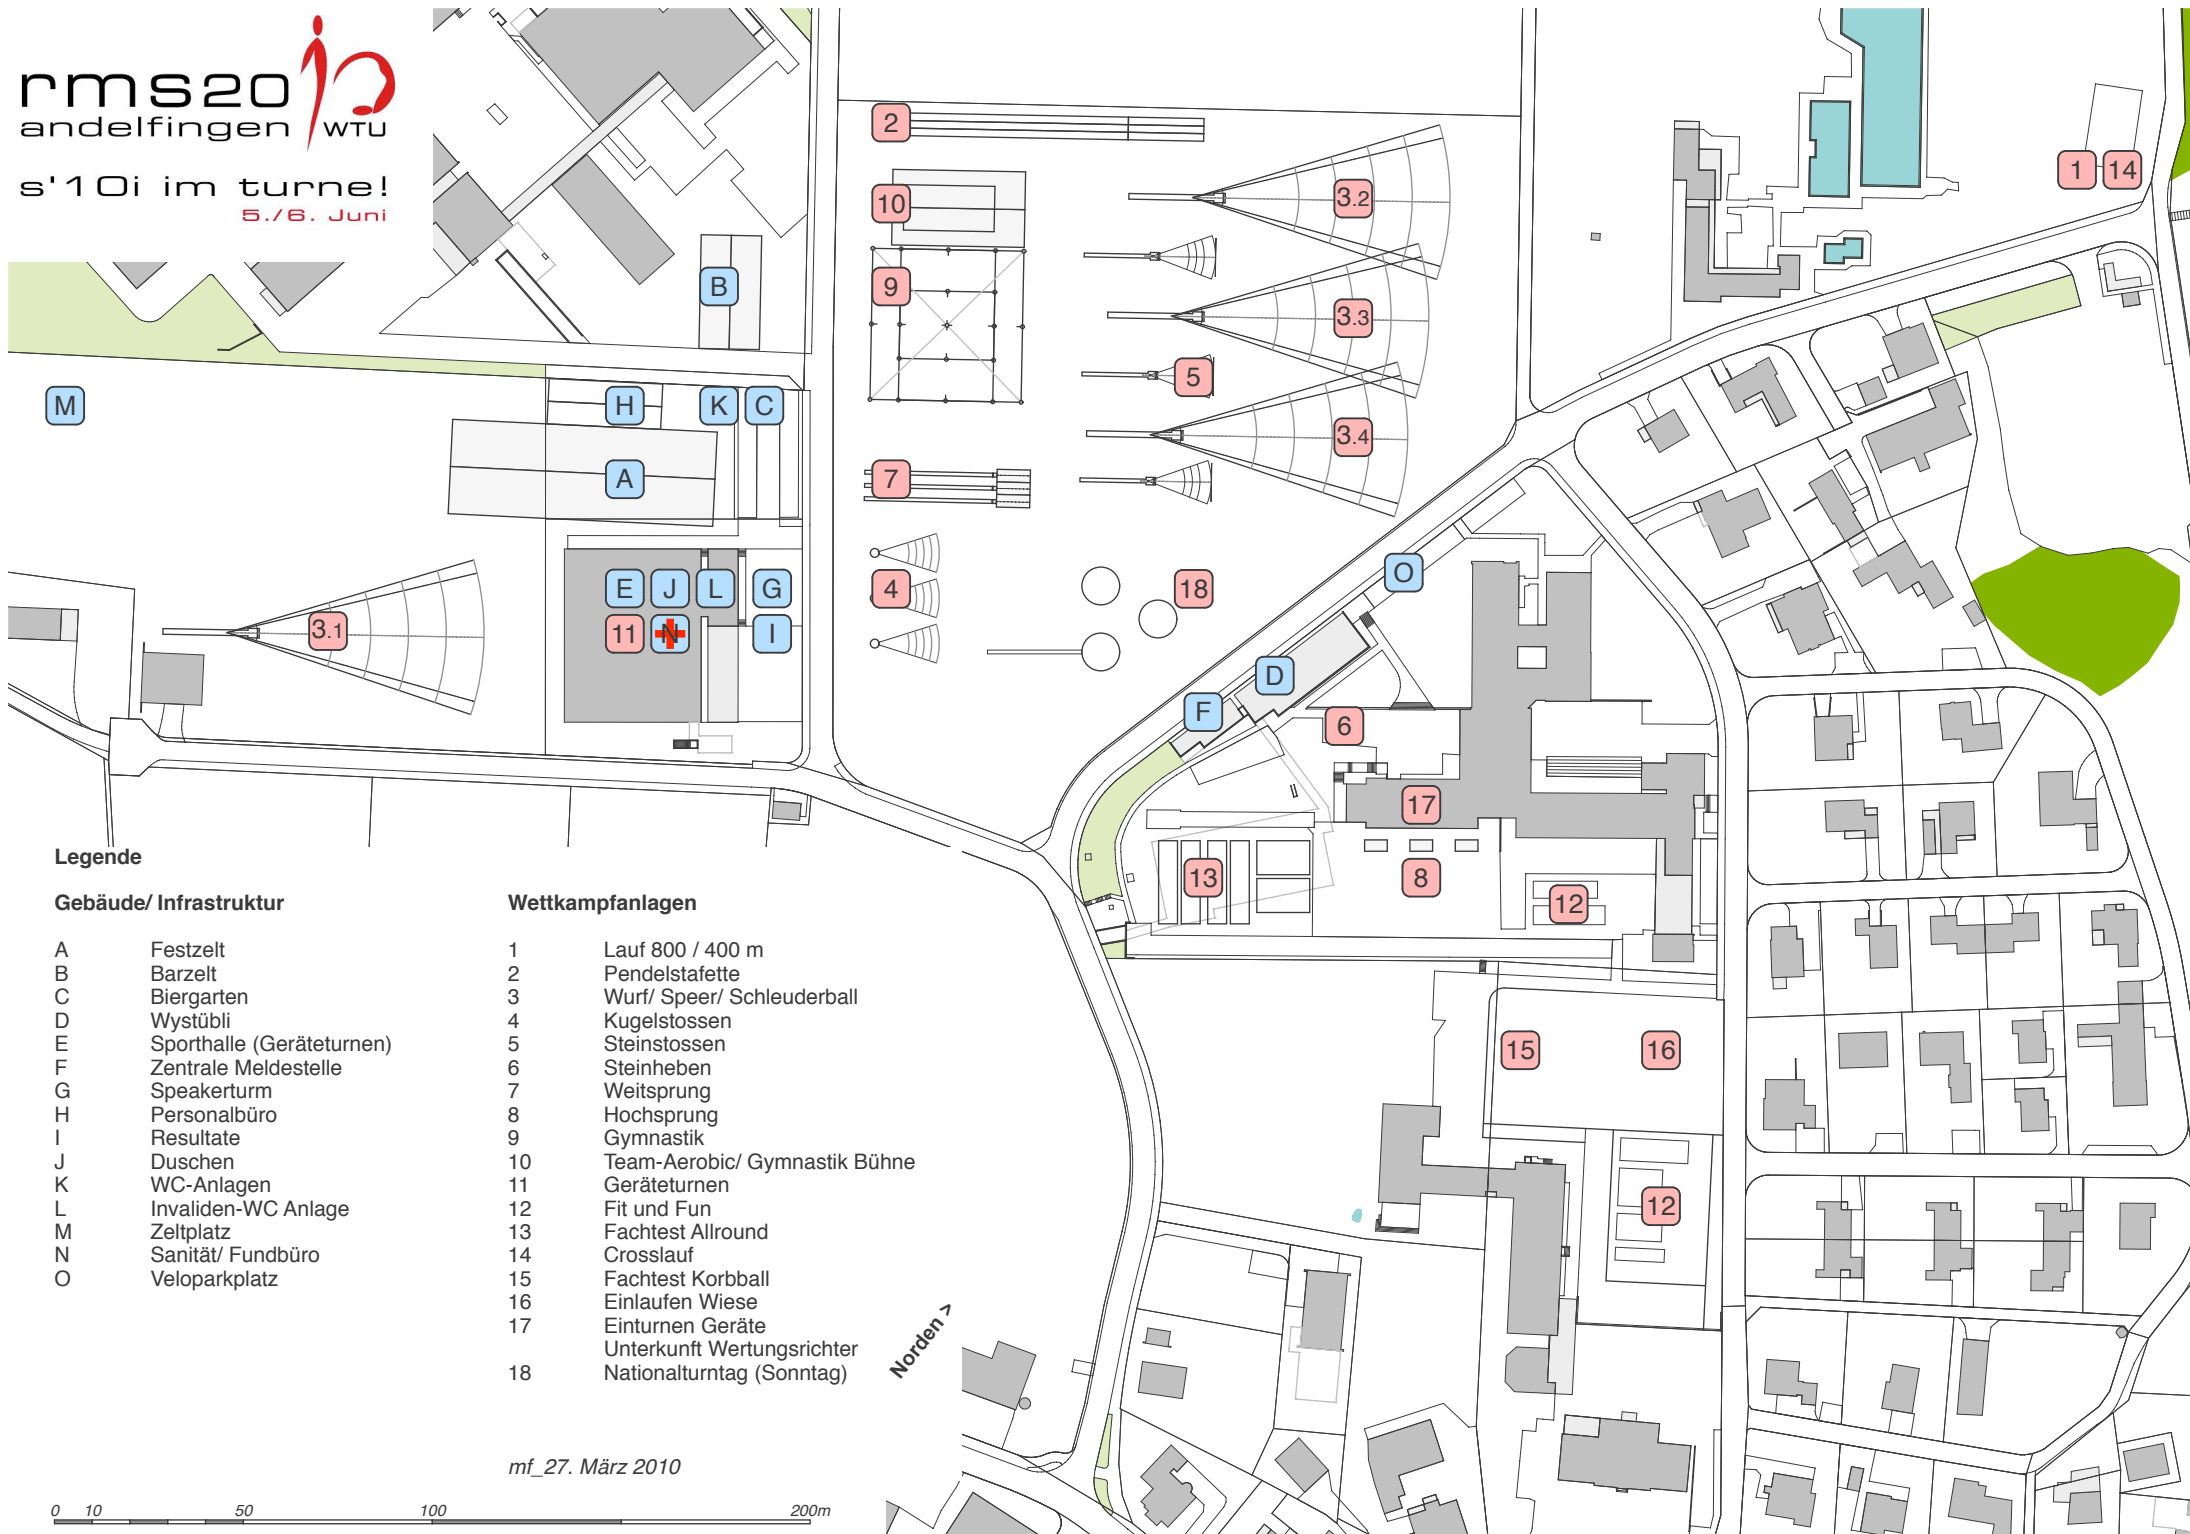 rms2010
andelfingen WTU
s'10i im turne!
5./6. Juni
2
10
9
3.2
3.3
5
3.4
7
4
18
1
14
B
M
H
K
C
A
E
J
L
G
11
N
I
3.1
O
D
F
6
17
13
8
12
15
16
12
Legende
Gebäude/ Infrastruktur
A Festzelt
B Barzelt
C Biergarten
D Wystübli
E Sporthalle (Geräteturnen)
F Zentrale Meldestelle
G Speakerturm
H Personalbüro
I Resultate
J Duschen
K WC-Anlagen
L Invaliden-WC Anlage
M Zeltplatz
N Sanität/ Fundbüro
O Veloparkplatz
Wettkampfanlagen
1 Lauf 800 / 400 m
2 Pendelstafette
3 Wurf/ Speer/ Schleuderball
4 Kugelstossen
5 Steinstossen
6 Steinheben
7 Weitsprung
8 Hochsprung
9 Gymnastik
10 Team-Aerobic/ Gymnastik Bühne
11 Geräteturnen
12 Fit und Fun
13 Fachtest Allround
14 Crosslauf
15 Fachtest Korbball
16 Einlaufen Wiese
17 Einturnen Geräte
Unterkunft Wertungsrichter
18 Nationalturntag (Sonntag)
Norden >
mf_27. März 2010
0 10 50 100 200m